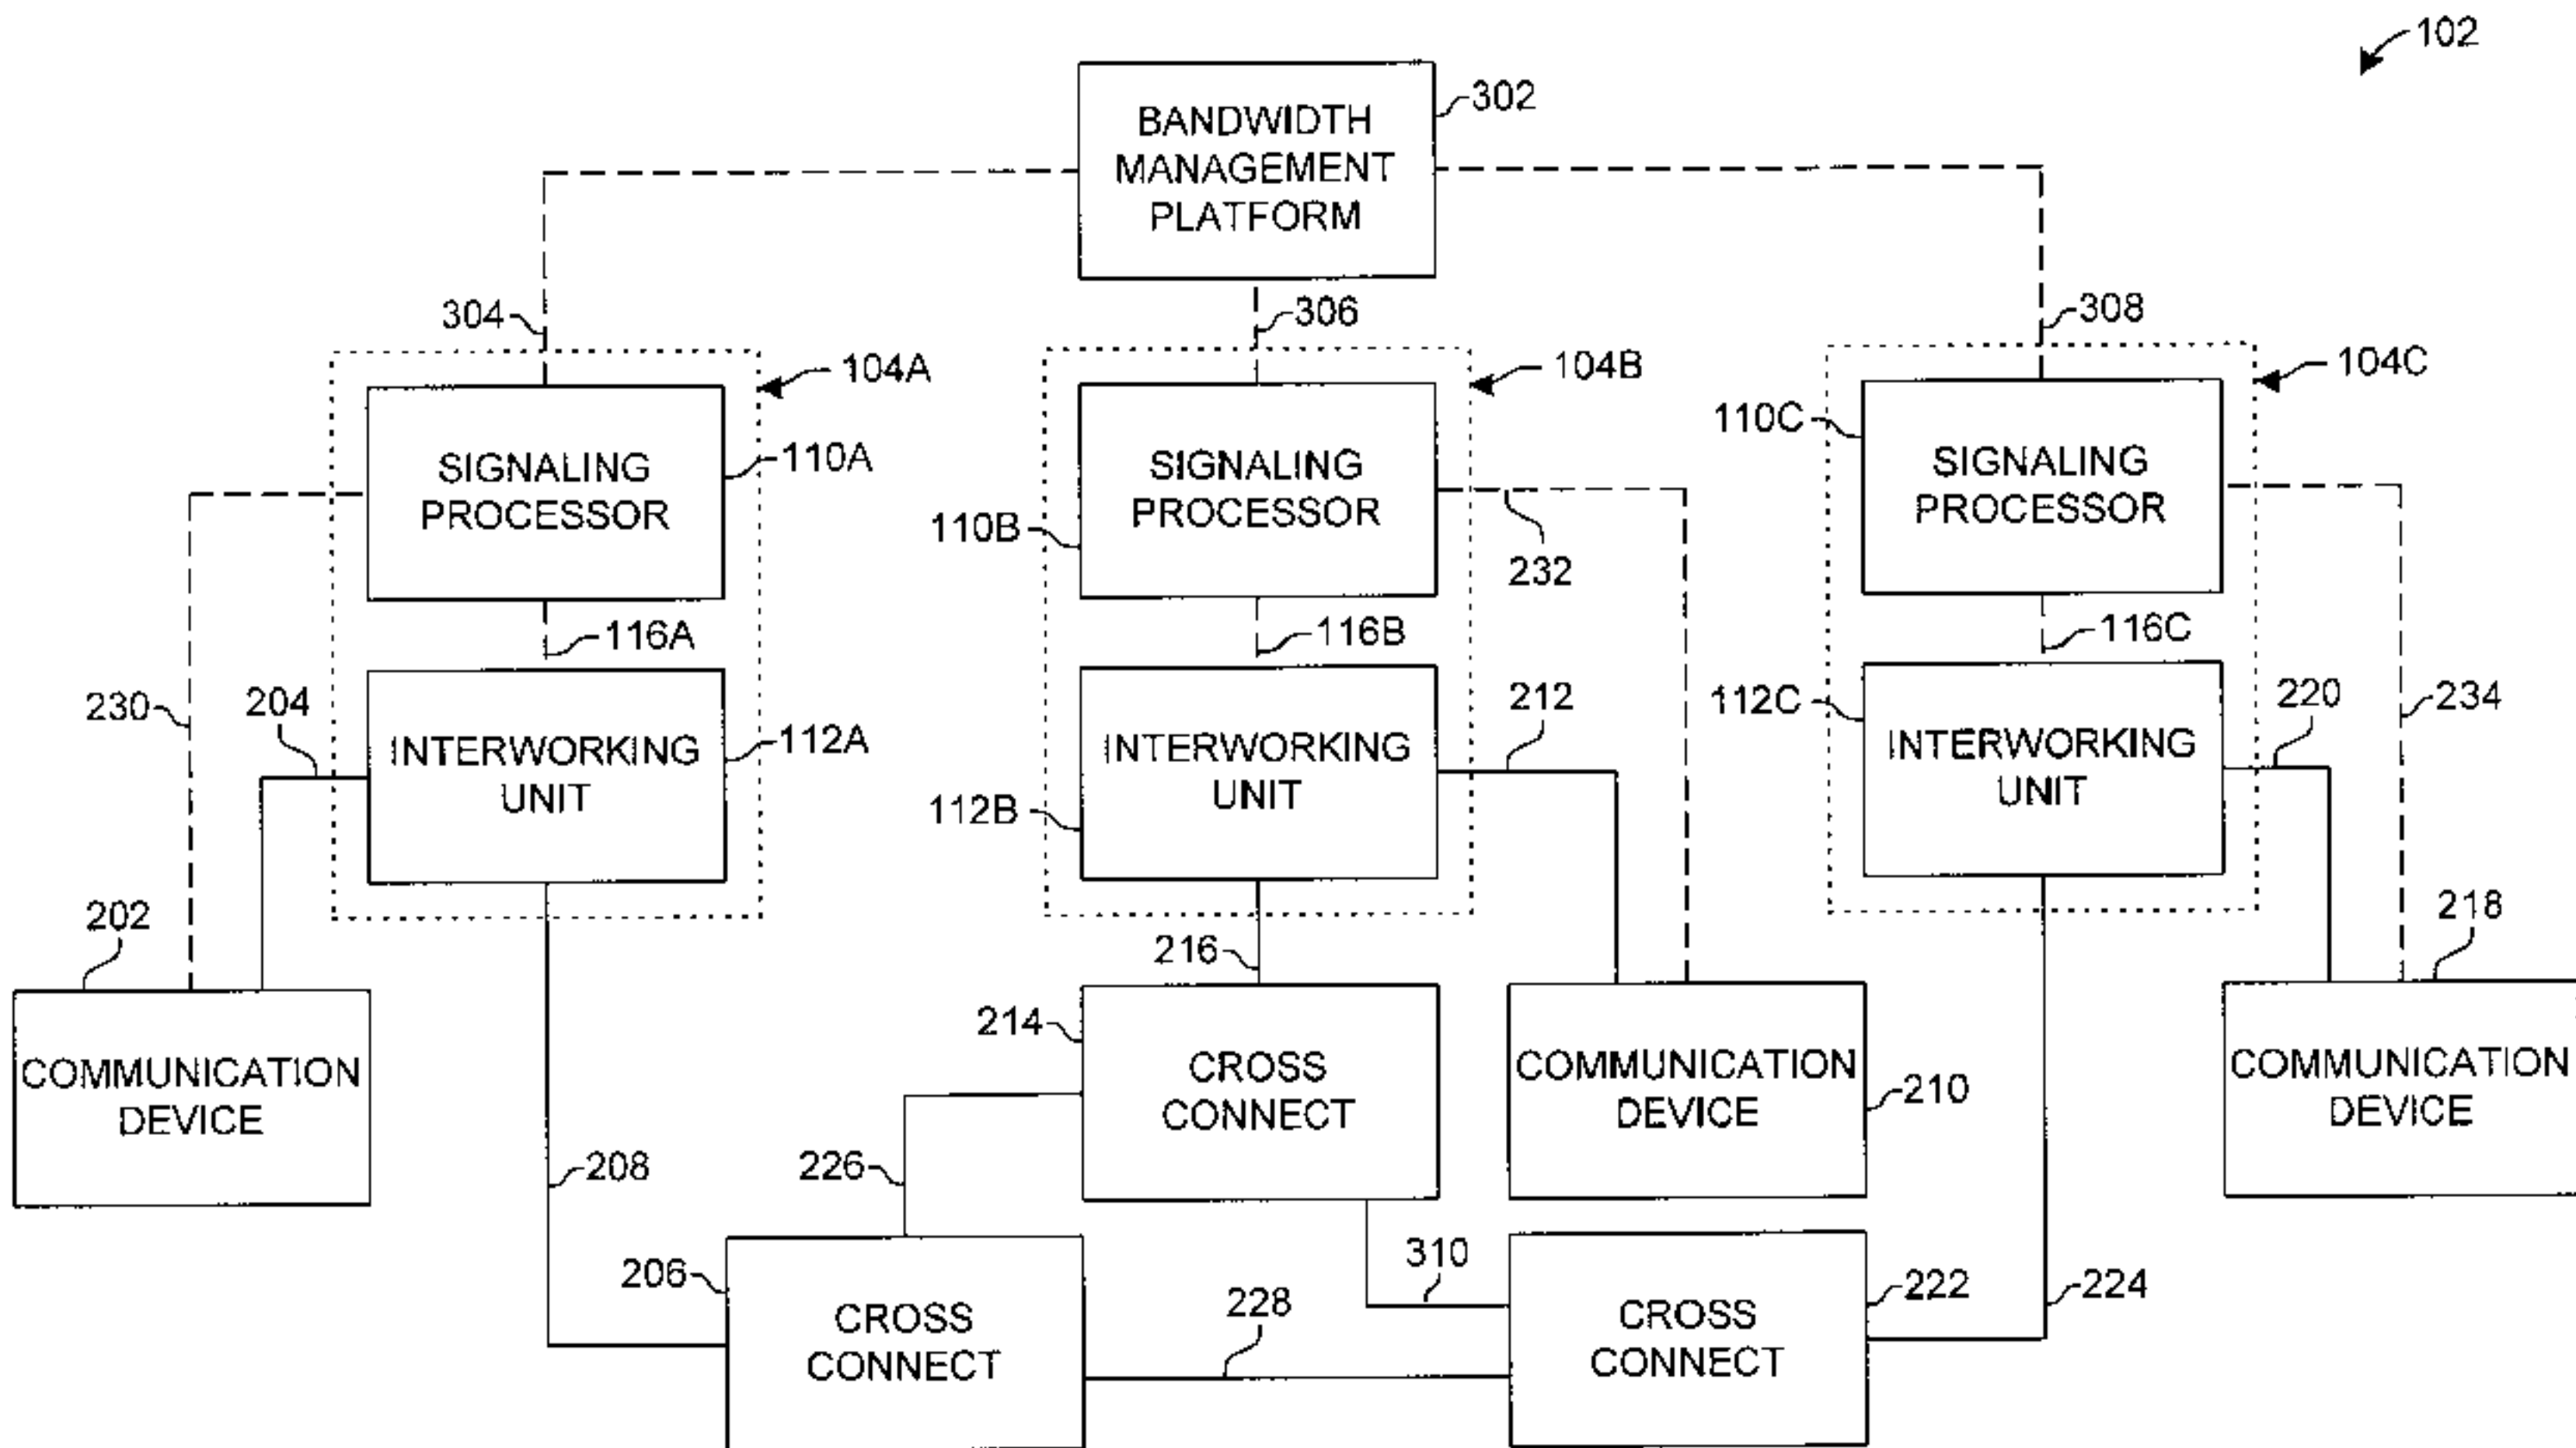 102
BANDWIDTH
MANAGEMENT
PLATFORM
302
304
306
308
104A
104B
104C
SIGNALING
PROCESSOR
110A
SIGNALING
PROCESSOR
110B
232
110C
SIGNALING
PROCESSOR
116A
116B
116C
230
204
INTERWORKING
UNIT
112A
INTERWORKING
UNIT
112B
212
112C
INTERWORKING
UNIT
220
234
202
216
218
COMMUNICATION
DEVICE
214
CROSS
CONNECT
COMMUNICATION
DEVICE
210
COMMUNICATION
DEVICE
208
226
206
CROSS
CONNECT
310
228
CROSS
CONNECT
222
224